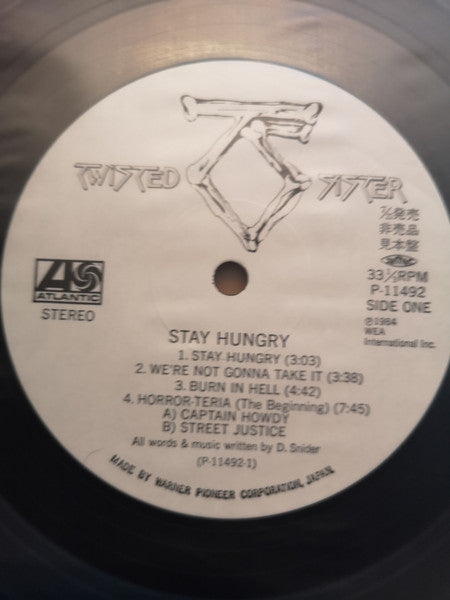 TWISTED SISTER
7/発売
非売品
見本盤
33⅓RPM
P-11492
SIDE ONE
ATLANTIC
STEREO
℗1984
WEA
International Inc.
STAY HUNGRY
1. STAY HUNGRY (3:03)
2. WE'RE NOT GONNA TAKE IT (3:38)
3. BURN IN HELL (4:42)
4. HORROR-TERIA (The Beginning) (7:45)
A) CAPTAIN HOWDY
B) STREET JUSTICE
All words & music written by D. Snider
(P-11492-1)
MADE BY WARNER PIONEER CORPORATION, JAPAN